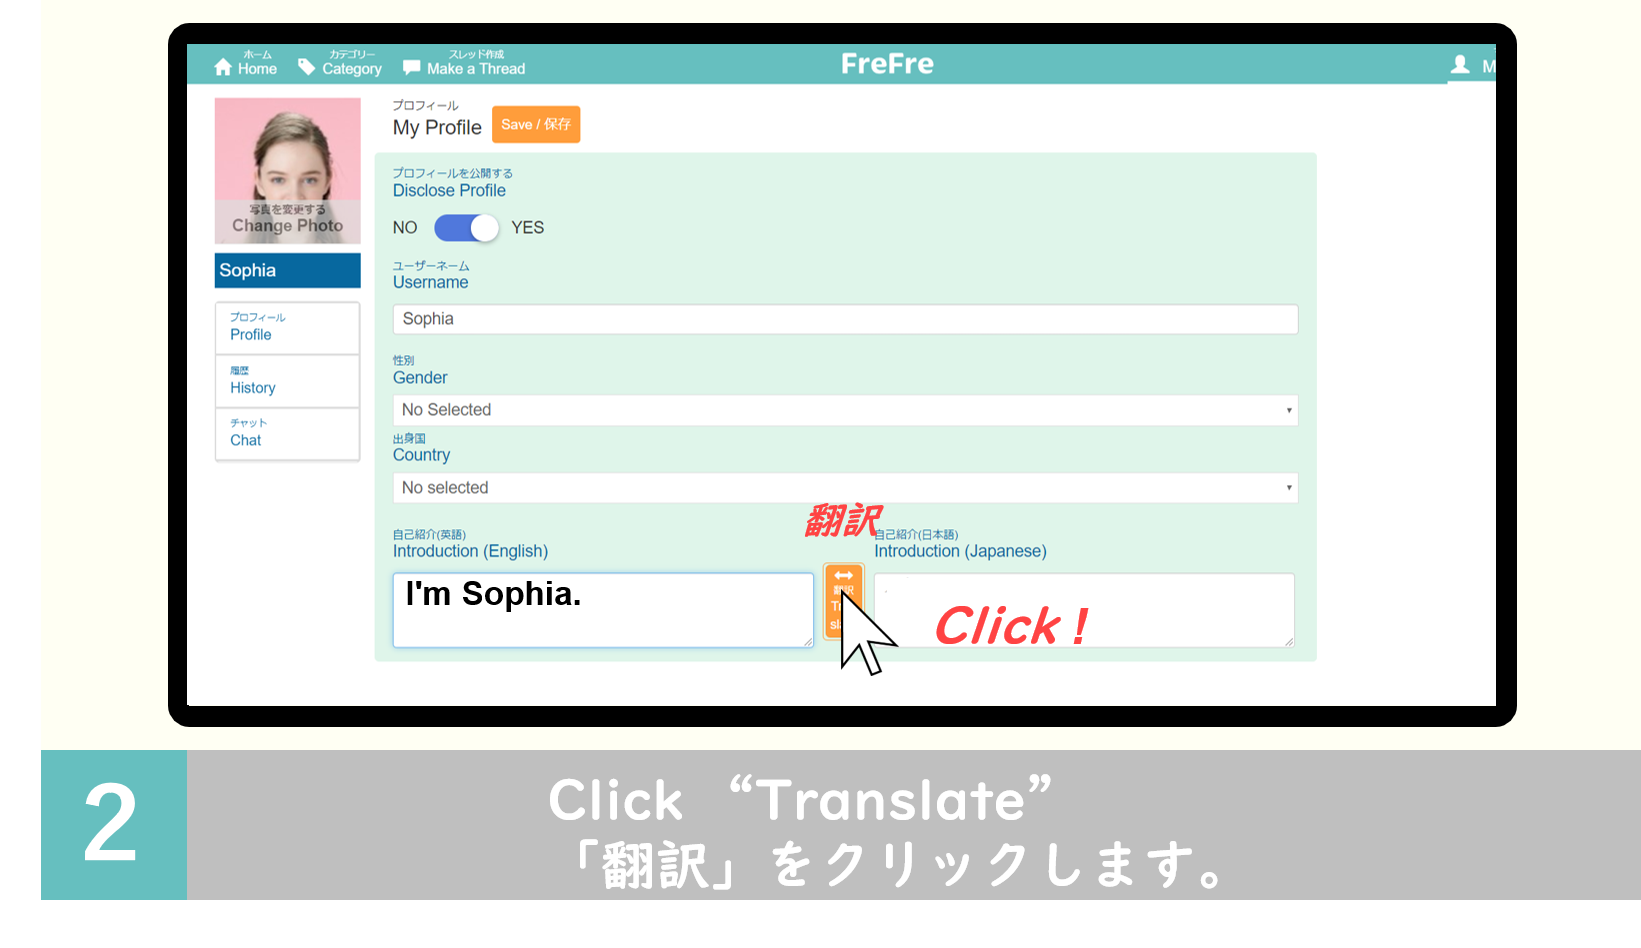 ホーム
Home
カテゴリー
Category
スレッド作成
Make a Thread
FreFre
M
写真を変更する
Change Photo
Sophia
プロフィール
Profile
履歴
History
チャット
Chat
プロフィール
My Profile
Save / 保存
プロフィールを公開する
Disclose Profile
NO YES
ユーザーネーム
Username
Sophia
性別
Gender
No Selected
出身国
Country
No selected
自己紹介(英語)
Introduction (English)
I'm Sophia.
翻訳
翻訳
自己紹介(日本語)
Introduction (Japanese)
Click !
2
Click “Translate”
「翻訳」をクリックします。